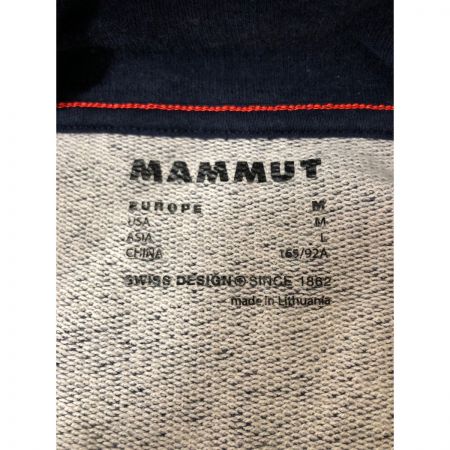 MAMMUT
EUROPE M
USA M
ASIA L
CHINA 165/92A
SWISS DESIGN ® SINCE 1862
made in Lithuania